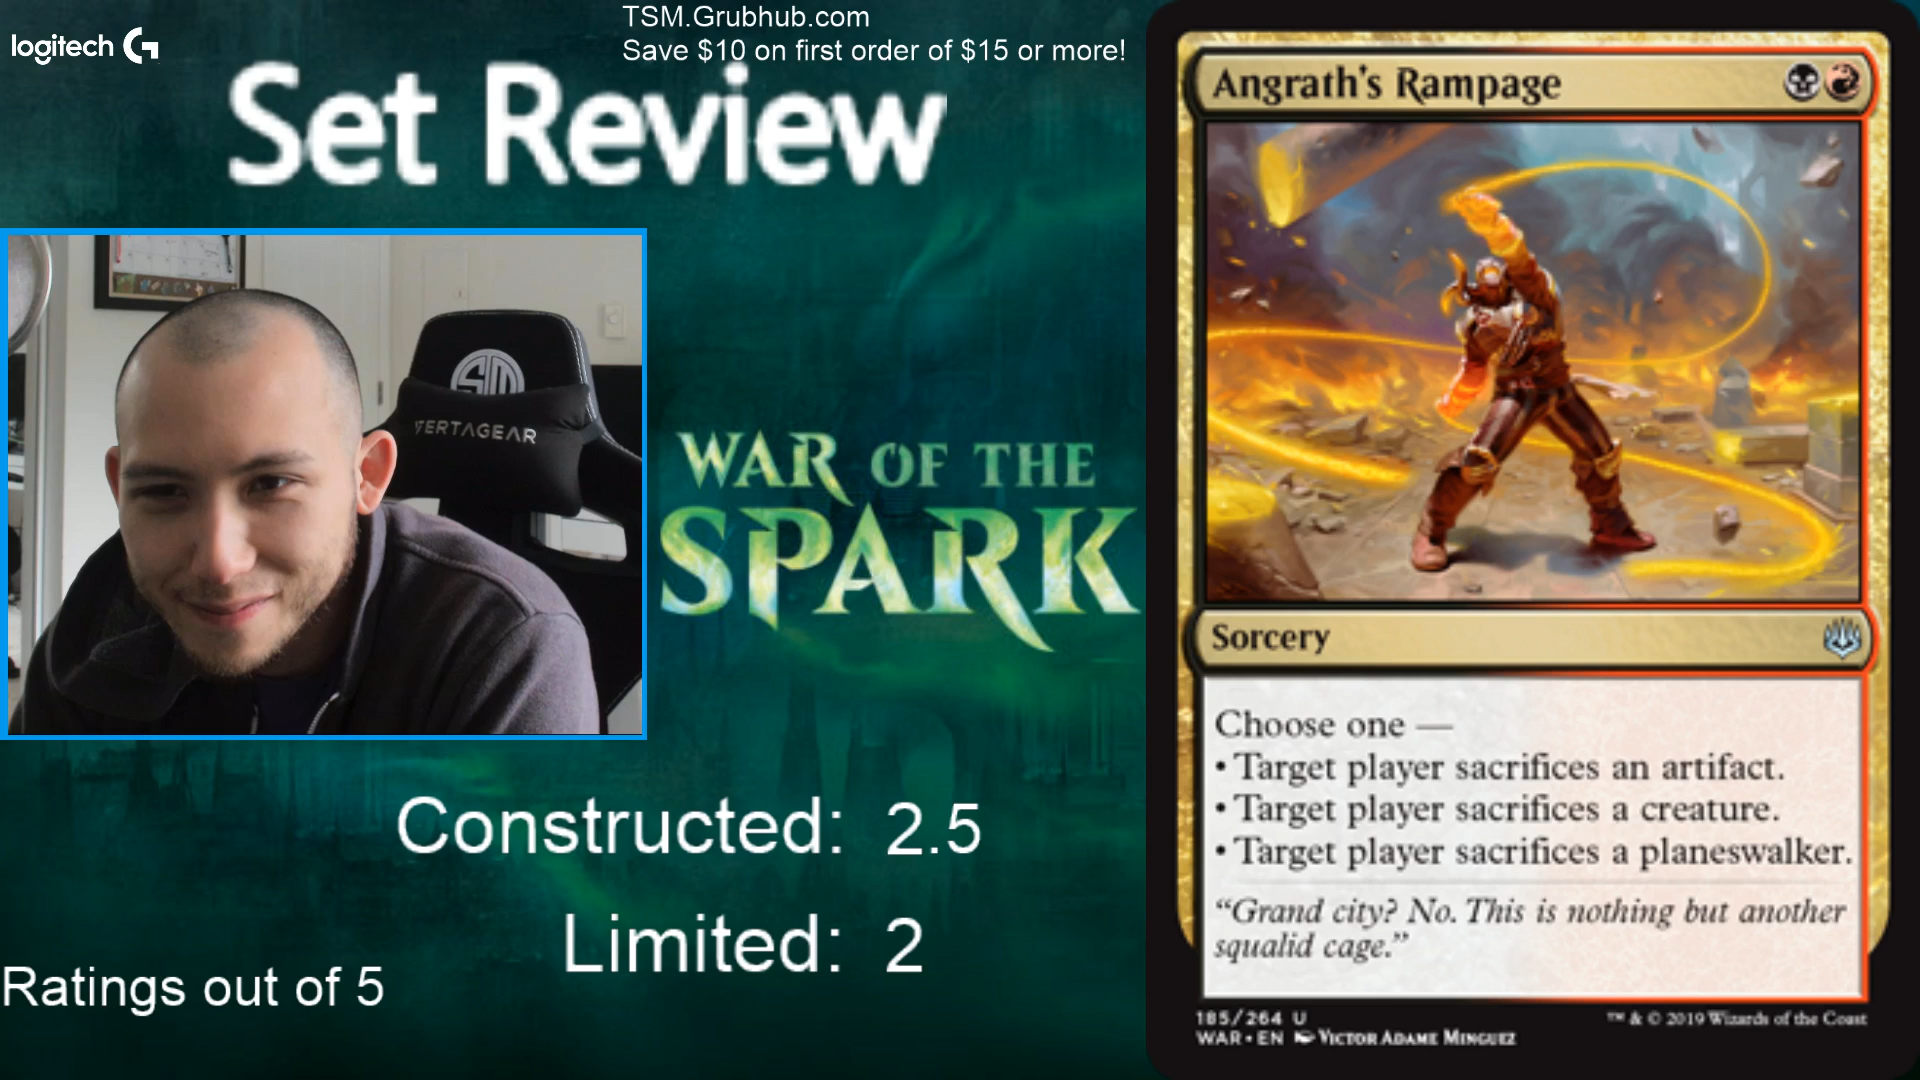 logitech G
TSM.Grubhub.com
Save $10 on first order of $15 or more!
Set Review
VERTAGEAR
WAR OF THE
SPARK
Constructed: 2.5
Limited: 2
Ratings out of 5
Angrath's Rampage
Sorcery
Choose one —
• Target player sacrifices an artifact.
• Target player sacrifices a creature.
• Target player sacrifices a planeswalker.
“Grand city? No. This is nothing but another
squalid cage.”
185/264 U
WAR • EN Victor Adame Minguez
™ & © 2019 Wizards of the Coast